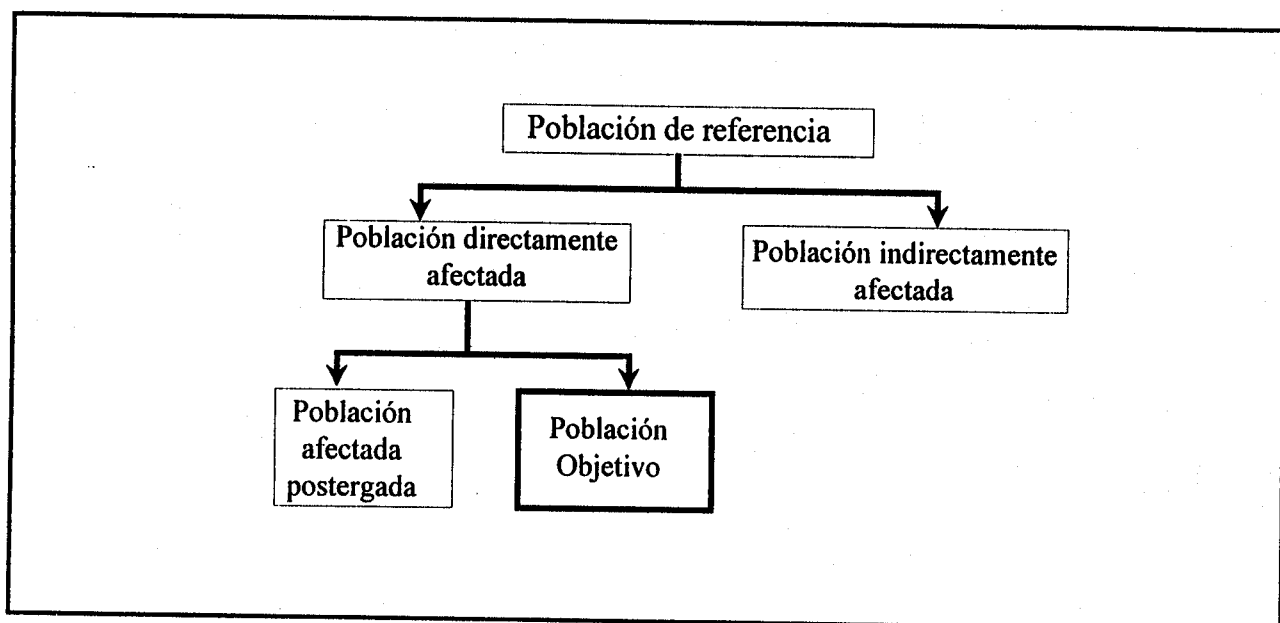 Población de referencia
Población directamente
afectada
Población indirectamente
afectada
Población
afectada
postergada
Población
Objetivo